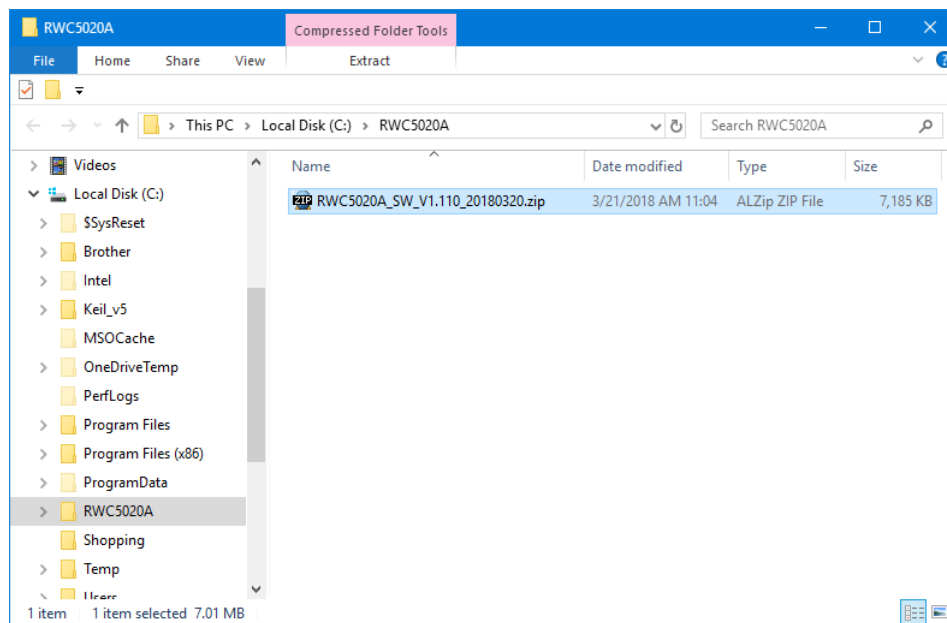 RWC5020A
Compressed Folder Tools
File Home Share View Extract
> This PC > Local Disk (C:) > RWC5020A
Search RWC5020A
Name Date modified Type Size
RWC5020A_SW_V1.110_20180320.zip 3/21/2018 AM 11:04 ALZip ZIP File 7,185 KB
ZIP
Videos
Local Disk (C:)
$SysReset
Brother
Intel
Keil_v5
MSOCache
OneDriveTemp
PerfLogs
Program Files
Program Files (x86)
ProgramData
RWC5020A
Shopping
Temp
Users
1 item 1 item selected 7.01 MB